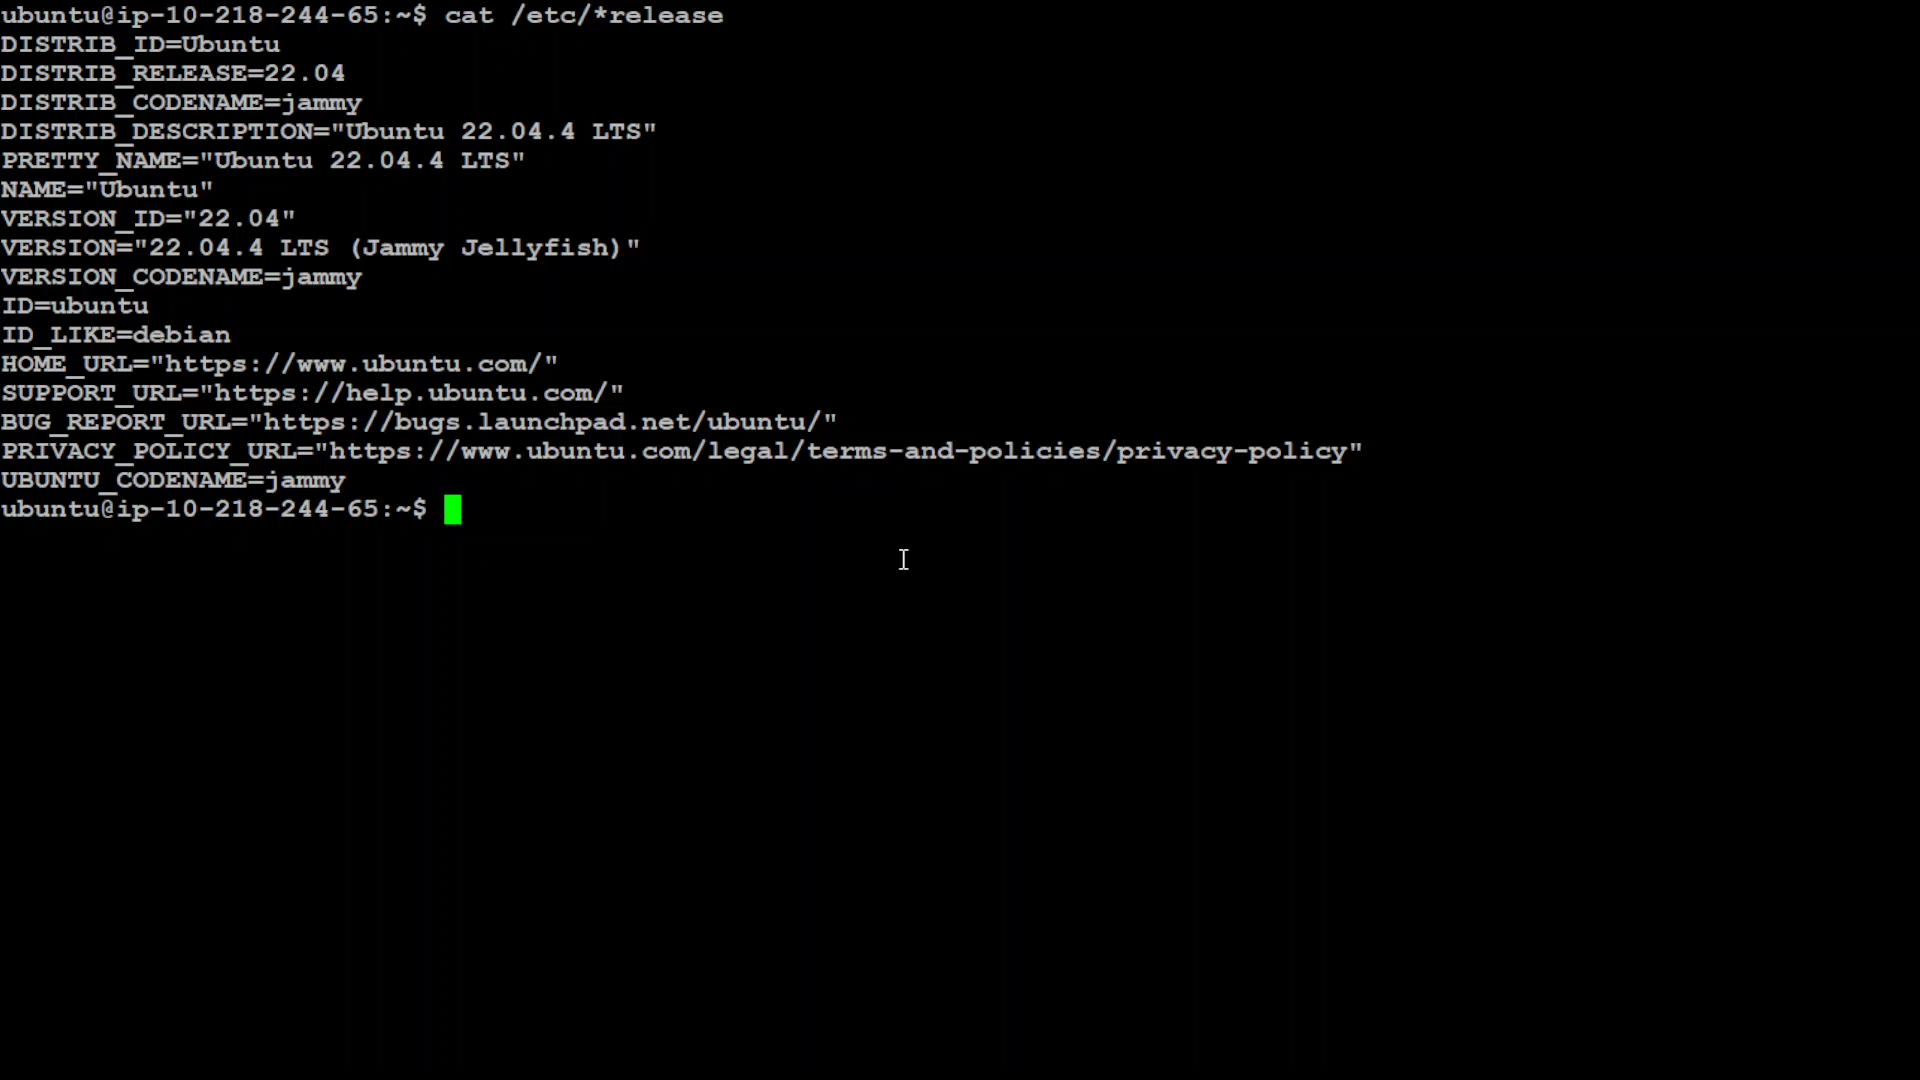 ubuntu@ip-10-218-244-65:~$ cat /etc/*release
DISTRIB_ID=Ubuntu
DISTRIB_RELEASE=22.04
DISTRIB_CODENAME=jammy
DISTRIB_DESCRIPTION="Ubuntu 22.04.4 LTS"
PRETTY_NAME="Ubuntu 22.04.4 LTS"
NAME="Ubuntu"
VERSION_ID="22.04"
VERSION="22.04.4 LTS (Jammy Jellyfish)"
VERSION_CODENAME=jammy
ID=ubuntu
ID_LIKE=debian
HOME_URL="https://www.ubuntu.com/"
SUPPORT_URL="https://help.ubuntu.com/"
BUG_REPORT_URL="https://bugs.launchpad.net/ubuntu/"
PRIVACY_POLICY_URL="https://www.ubuntu.com/legal/terms-and-policies/privacy-policy"
UBUNTU_CODENAME=jammy
ubuntu@ip-10-218-244-65:~$